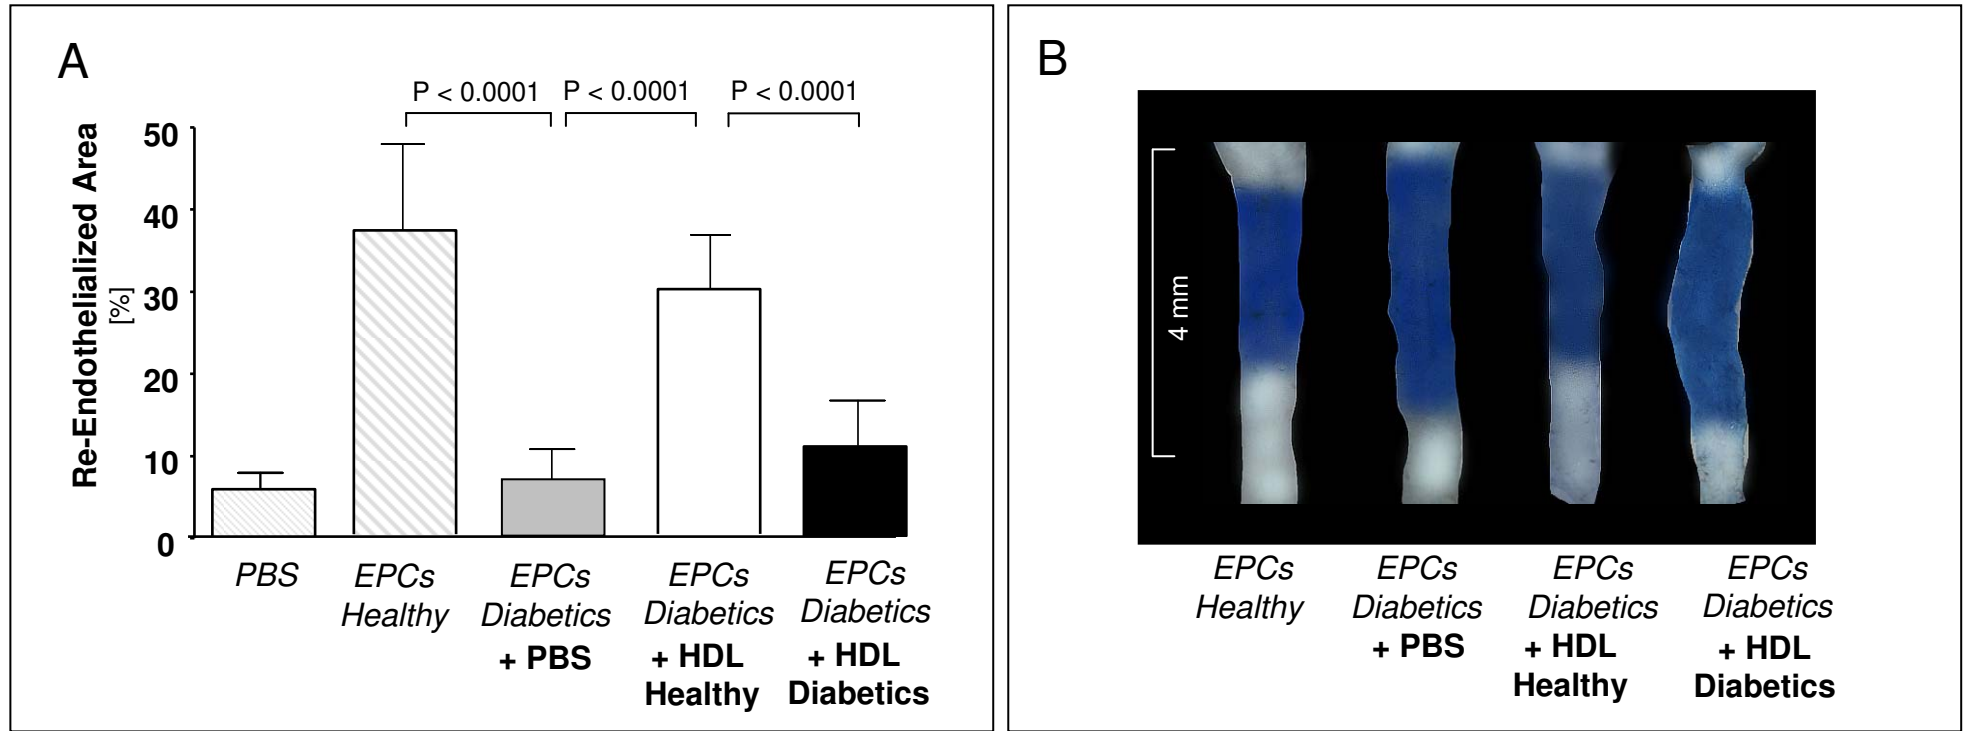 A
P < 0.0001 P < 0.0001 P < 0.0001
Re-Endothelialized Area
[%]
50
40
30
20
10
0
PBS
EPCs
Healthy
EPCs
Diabetics
+ PBS
EPCs
Diabetics
+ HDL
Healthy
EPCs
Diabetics
+ HDL
Diabetics
B
4 mm
EPCs
Healthy
EPCs
Diabetics
+ PBS
EPCs
Diabetics
+ HDL
Healthy
EPCs
Diabetics
+ HDL
Diabetics